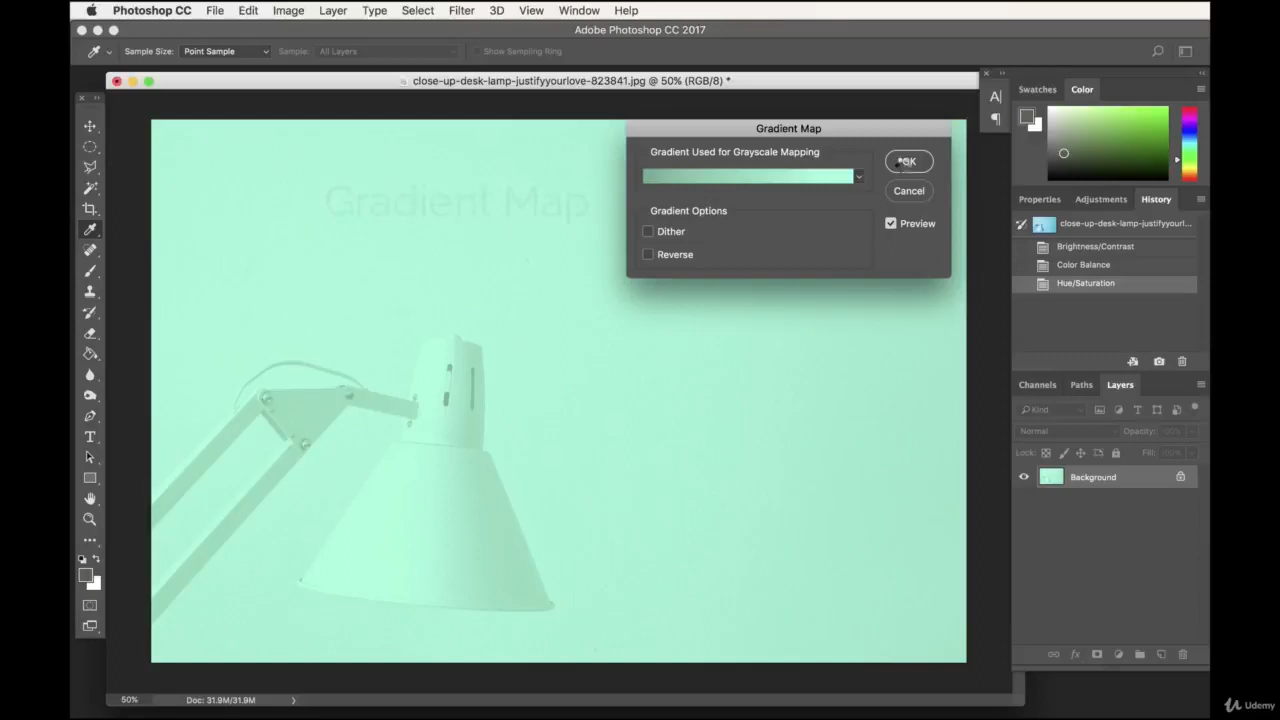 Photoshop CC File Edit Image Layer Type Select Filter 3D View Window Help
Adobe Photoshop CC 2017
Sample Size: Point Sample Sample: All Layers Show Sampling Ring
close-up-desk-lamp-justifyyourlove-823841.jpg @ 50% (RGB/8) *
Swatches Color
Gradient Map
Gradient Used for Grayscale Mapping
OK
Cancel
Gradient Options
Preview
Dither
Reverse
Gradient Map
Properties Adjustments History
close-up-desk-lamp-justifyyourl...
Brightness/Contrast
Color Balance
Hue/Saturation
Channels Paths Layers
Kind
Normal Opacity: 100%
Lock: Fill: 100%
Background
50% Doc: 31.9M/31.9M
Udemy